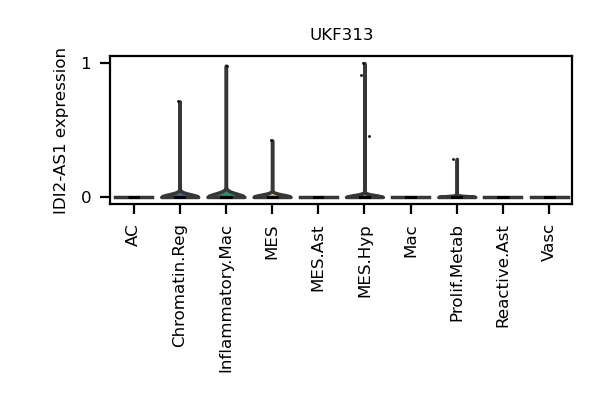 UKF313
IDI2-AS1 expression
1
0
AC
Chromatin.Reg
Inflammatory.Mac
MES
MES.Ast
MES.Hyp
Mac
Prolif.Metab
Reactive.Ast
Vasc